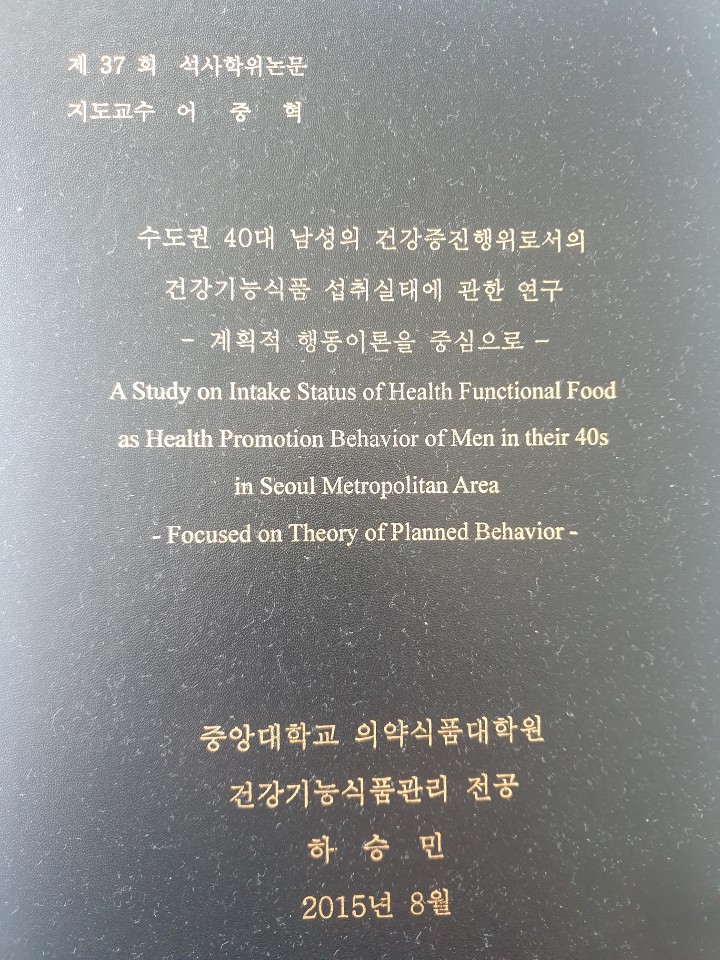 제 37 회 석사학위논문
지도교수 어 중 혁
수도권 40대 남성의 건강증진행위로서의
건강기능식품 섭취실태에 관한 연구
- 계획적 행동이론을 중심으로 -
A Study on Intake Status of Health Functional Food
as Health Promotion Behavior of Men in their 40s
in Seoul Metropolitan Area
- Focused on Theory of Planned Behavior -
중앙대학교 의약식품대학원
건강기능식품관리 전공
하 승 민
2015년 8월